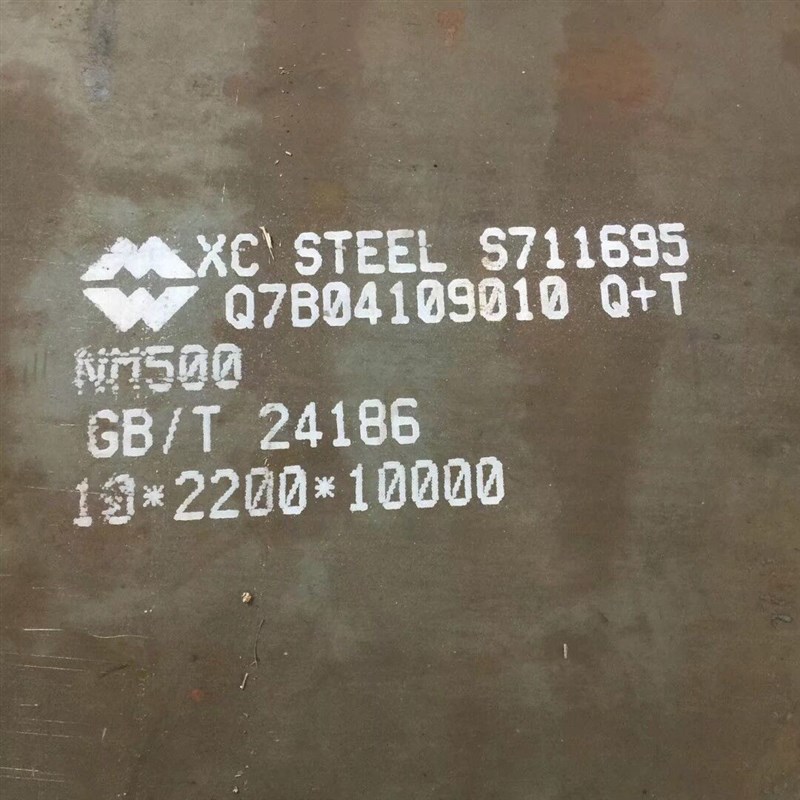 XC STEEL S711695
Q7B04109010 Q+T
NM500
GB/T 24186
10*2200*10000